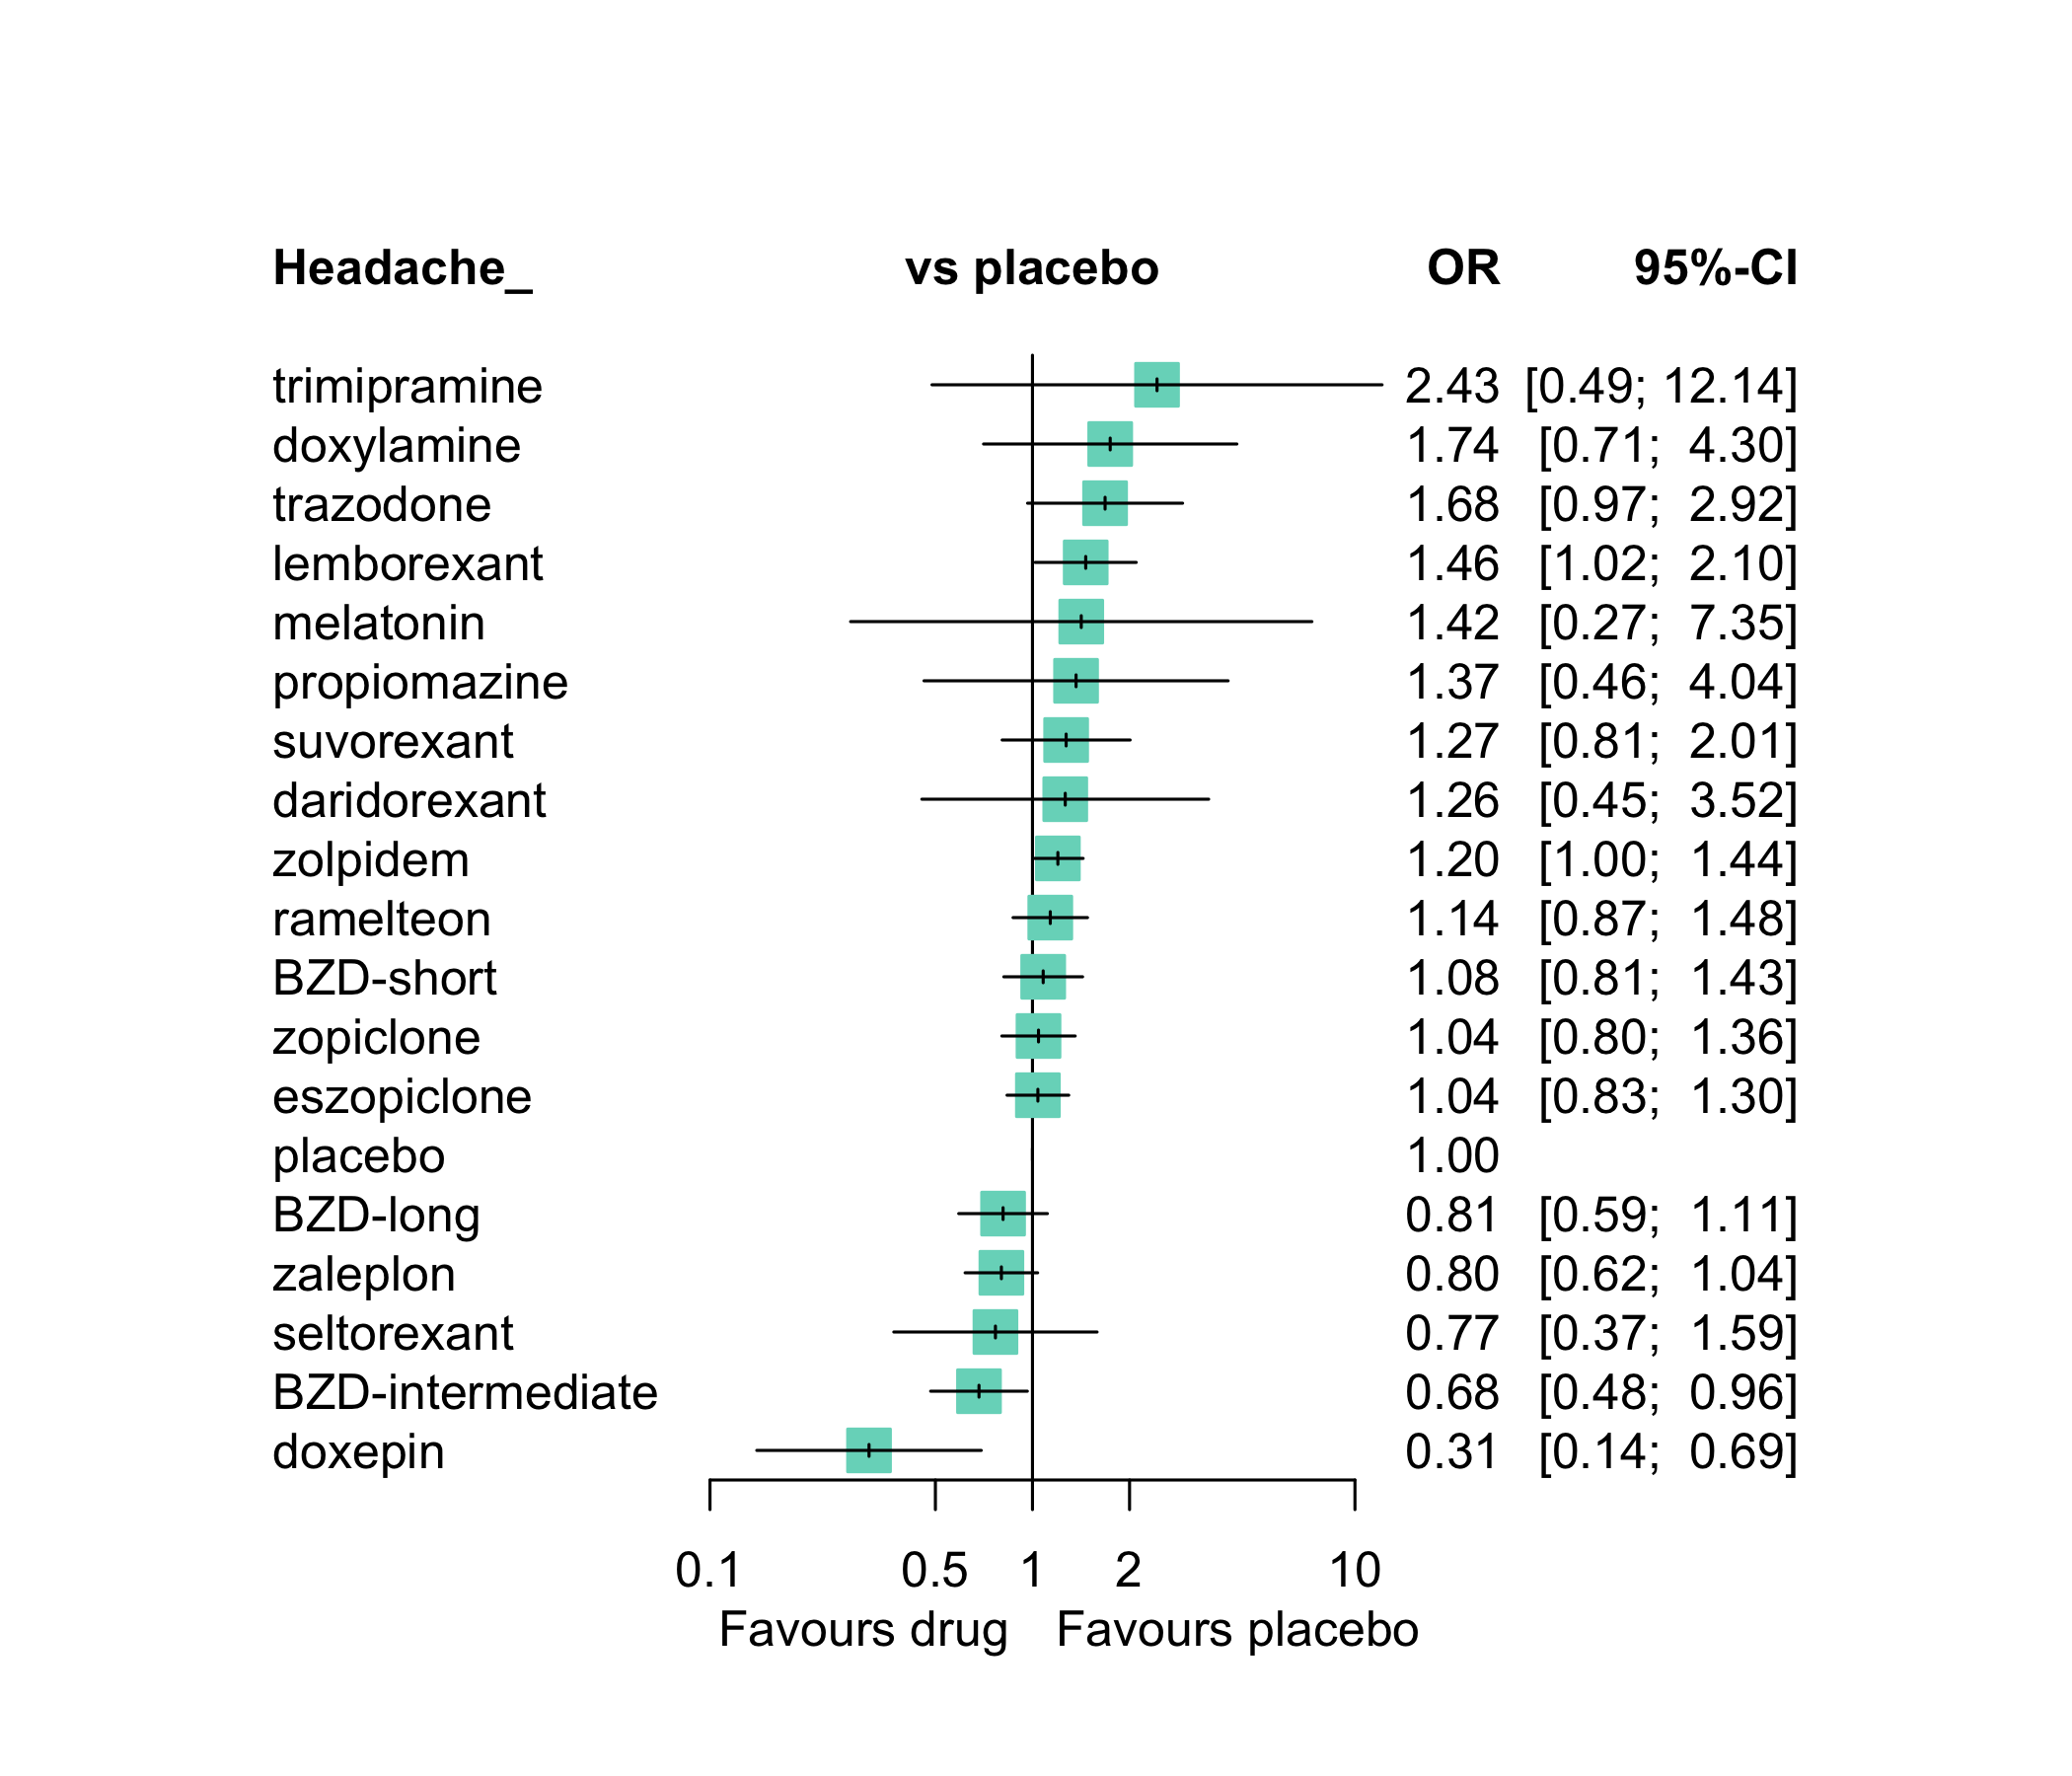 Headache_ vs placebo OR 95%-CI
trimipramine 2.43 [0.49; 12.14]
doxylamine 1.74 [0.71; 4.30]
trazodone 1.68 [0.97; 2.92]
lemborexant 1.46 [1.02; 2.10]
melatonin 1.42 [0.27; 7.35]
propiomazine 1.37 [0.46; 4.04]
suvorexant 1.27 [0.81; 2.01]
daridorexant 1.26 [0.45; 3.52]
zolpidem 1.20 [1.00; 1.44]
ramelteon 1.14 [0.87; 1.48]
BZD-short 1.08 [0.81; 1.43]
zopiclone 1.04 [0.80; 1.36]
eszopiclone 1.04 [0.83; 1.30]
placebo 1.00
BZD-long 0.81 [0.59; 1.11]
zaleplon 0.80 [0.62; 1.04]
seltorexant 0.77 [0.37; 1.59]
BZD-intermediate 0.68 [0.48; 0.96]
doxepin 0.31 [0.14; 0.69]
0.1 0.5 1 2 10
Favours drug Favours placebo